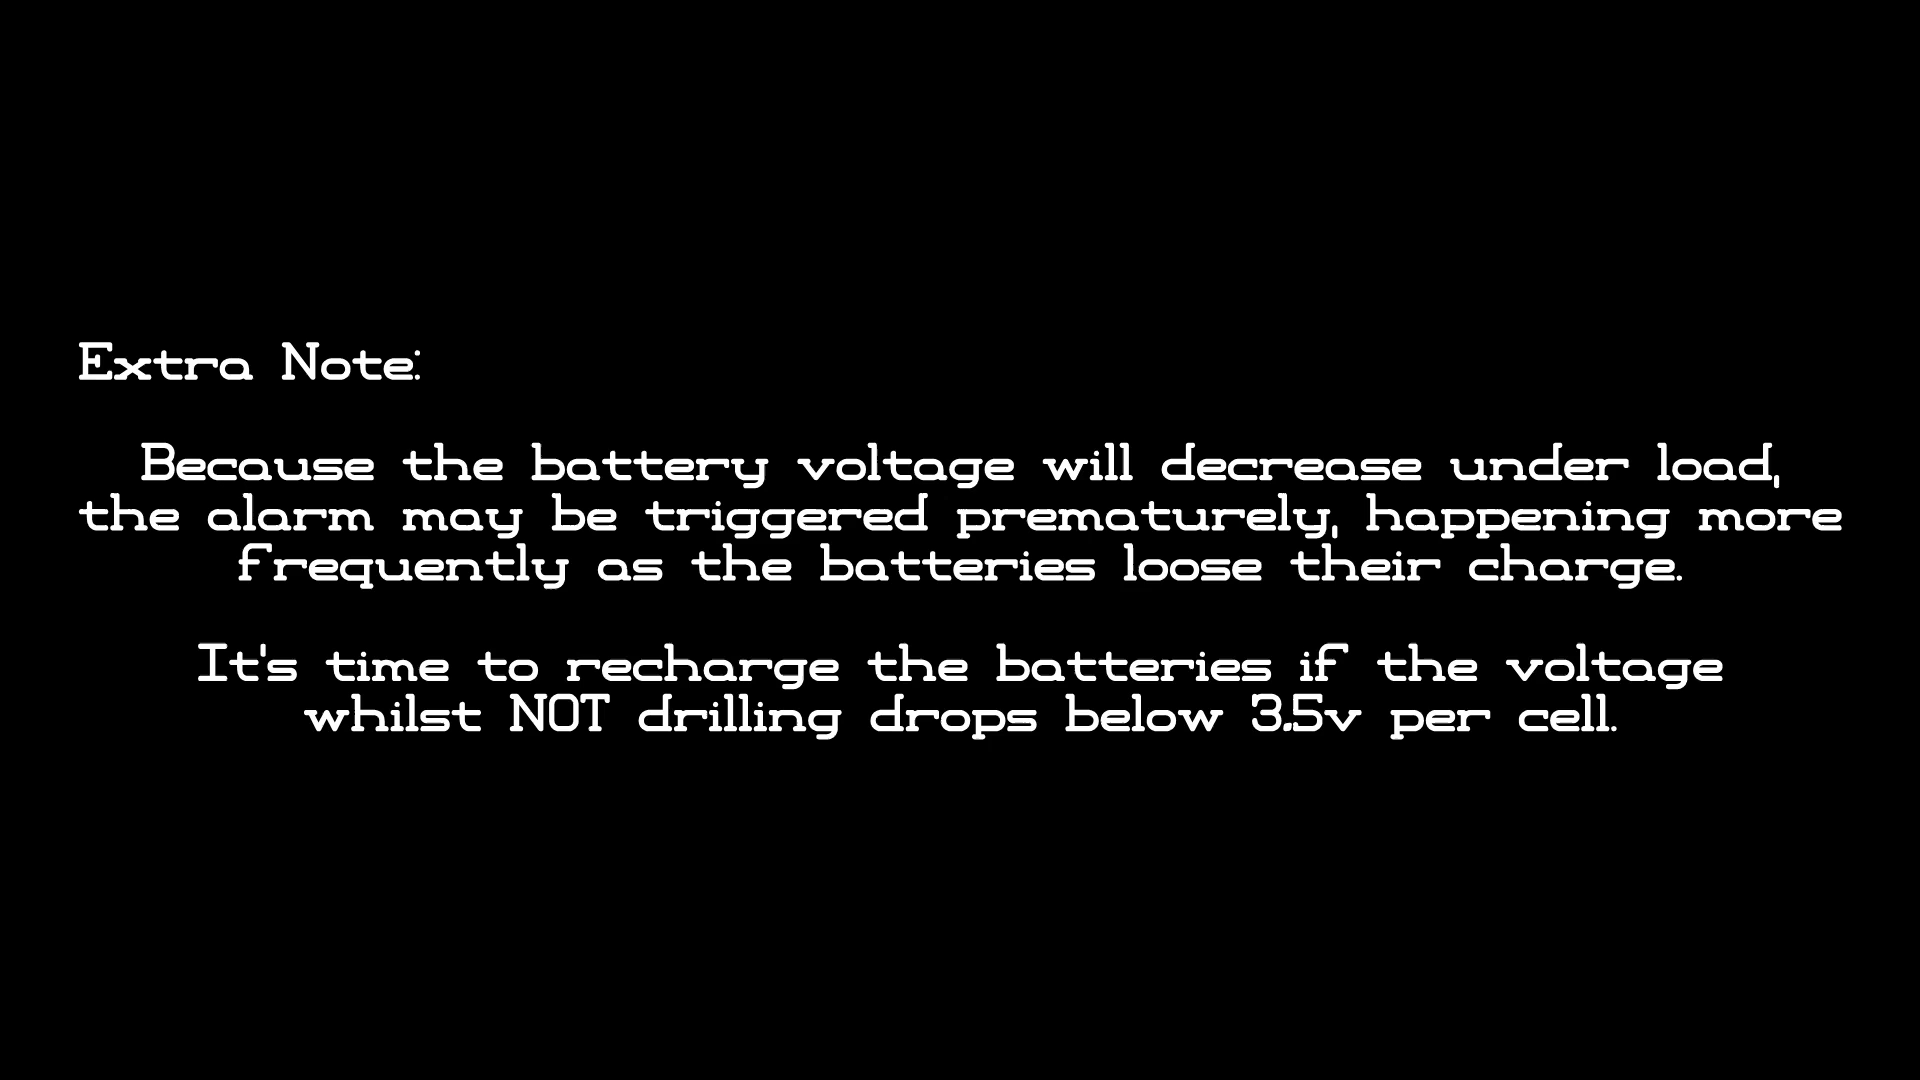 Extra Note:
Because the battery voltage will decrease under load,
the alarm may be triggered prematurely, happening more
frequently as the batteries loose their charge.
It's time to recharge the batteries if the voltage
whilst NOT drilling drops below 3.5v per cell.